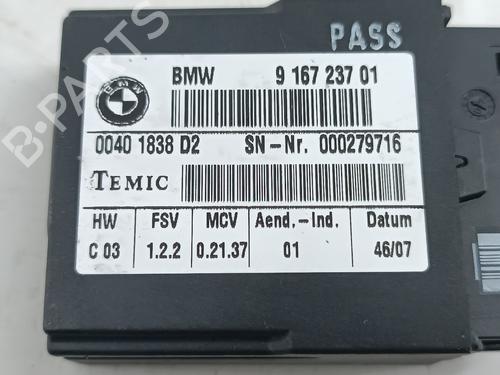 PASS
BMW 9 167 237 01
BMW
0040 1838 D2 SN-Nr. 000279716
TEMIC
HW FSV MCV Aend.-Ind. Datum
C 03 1.2.2 0.21.37 01 46/07
B-PARTS